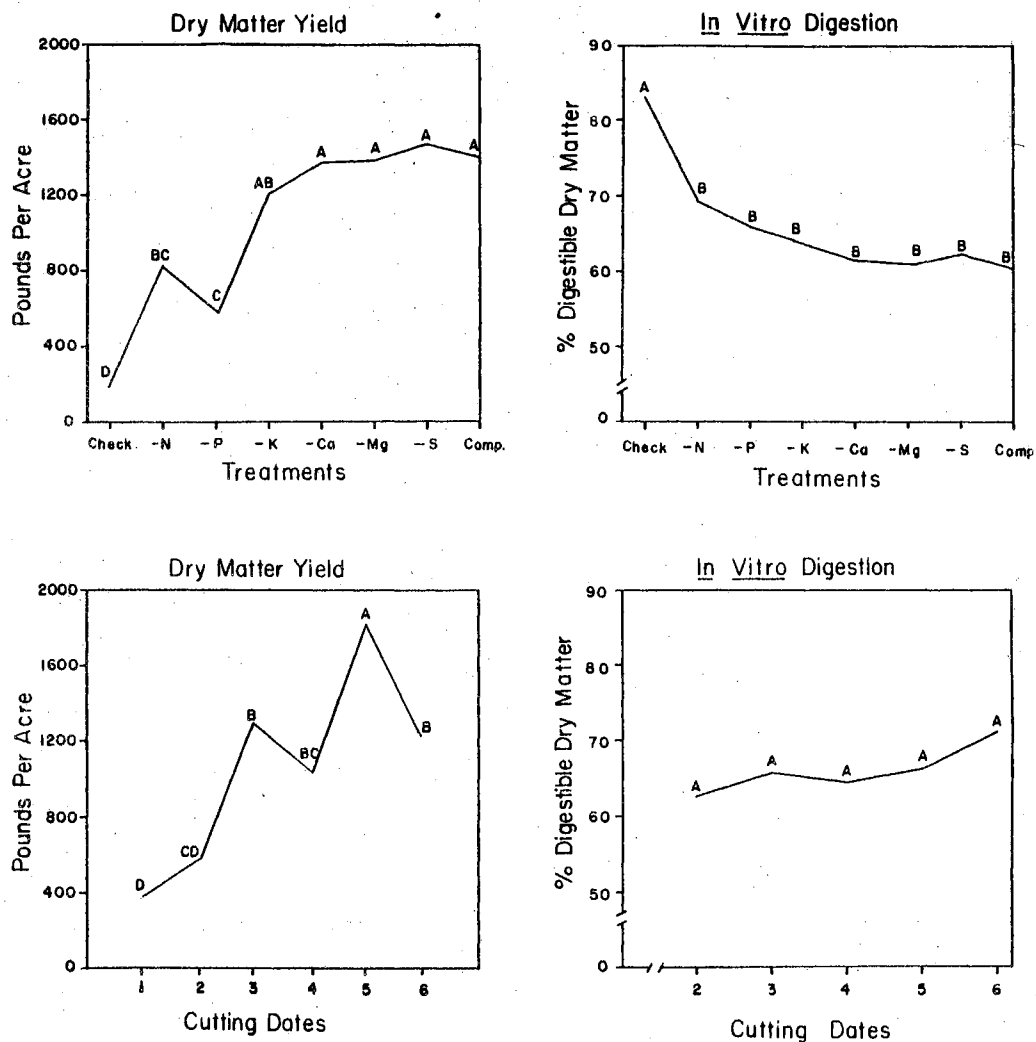 Dry Matter Yield
2000
1600
1200
800
400
0
Pounds Per Acre
D
BC
C
AB
A
A
A
A
Check
-N
-P
-K
-Ca
-Mg
-S
Comp.
Treatments
In Vitro Digestion
90
80
70
60
50
0
% Digestible Dry Matter
A
B
B
B
B
B
B
B
Check
-N
-P
-K
-Ca
-Mg
-S
Comp
Treatments
Dry Matter Yield
2000
1600
1200
800
400
0
Pounds Per Acre
D
CD
B
BC
A
B
1
2
3
4
5
6
Cutting Dates
In Vitro Digestion
90
80
70
60
50
0
% Digestible Dry Matter
A
A
A
A
A
2
3
4
5
6
Cutting Dates